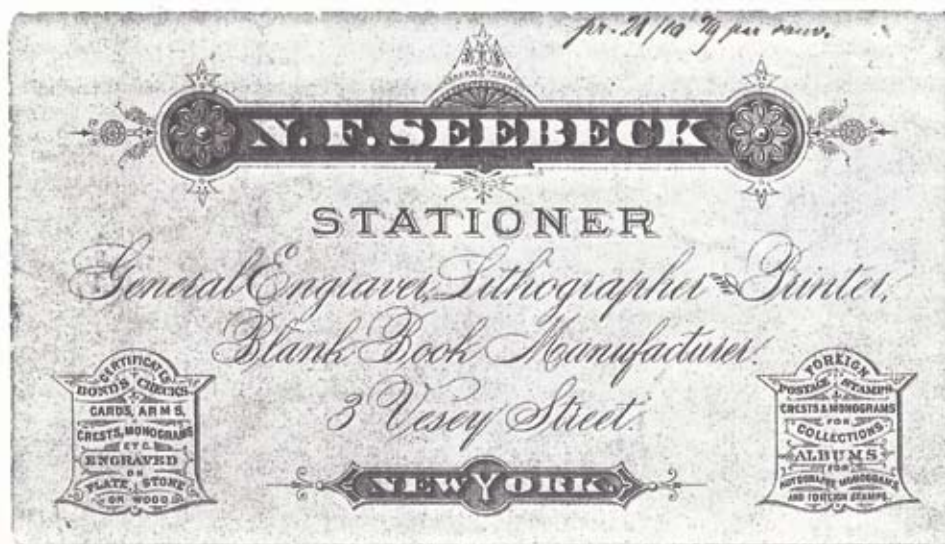 N. F. SEEBECK
STATIONER
General Engraver, Lithographer and Printer,
Blank Book Manufacturer.
3 Vesey Street.
NEW YORK.
CERTIFICATES
BONDS CHECKS
CARDS, ARMS,
CRESTS, MONOGRAMS
ETC.
ENGRAVED
ON
PLATE, STONE
OR WOOD
FOREIGN
POSTAGE STAMPS
CRESTS & MONOGRAMS
FOR
COLLECTIONS.
ALBUMS
FOR
AUTOGRAPHS MONOGRAMS
AND FOREIGN STAMPS.